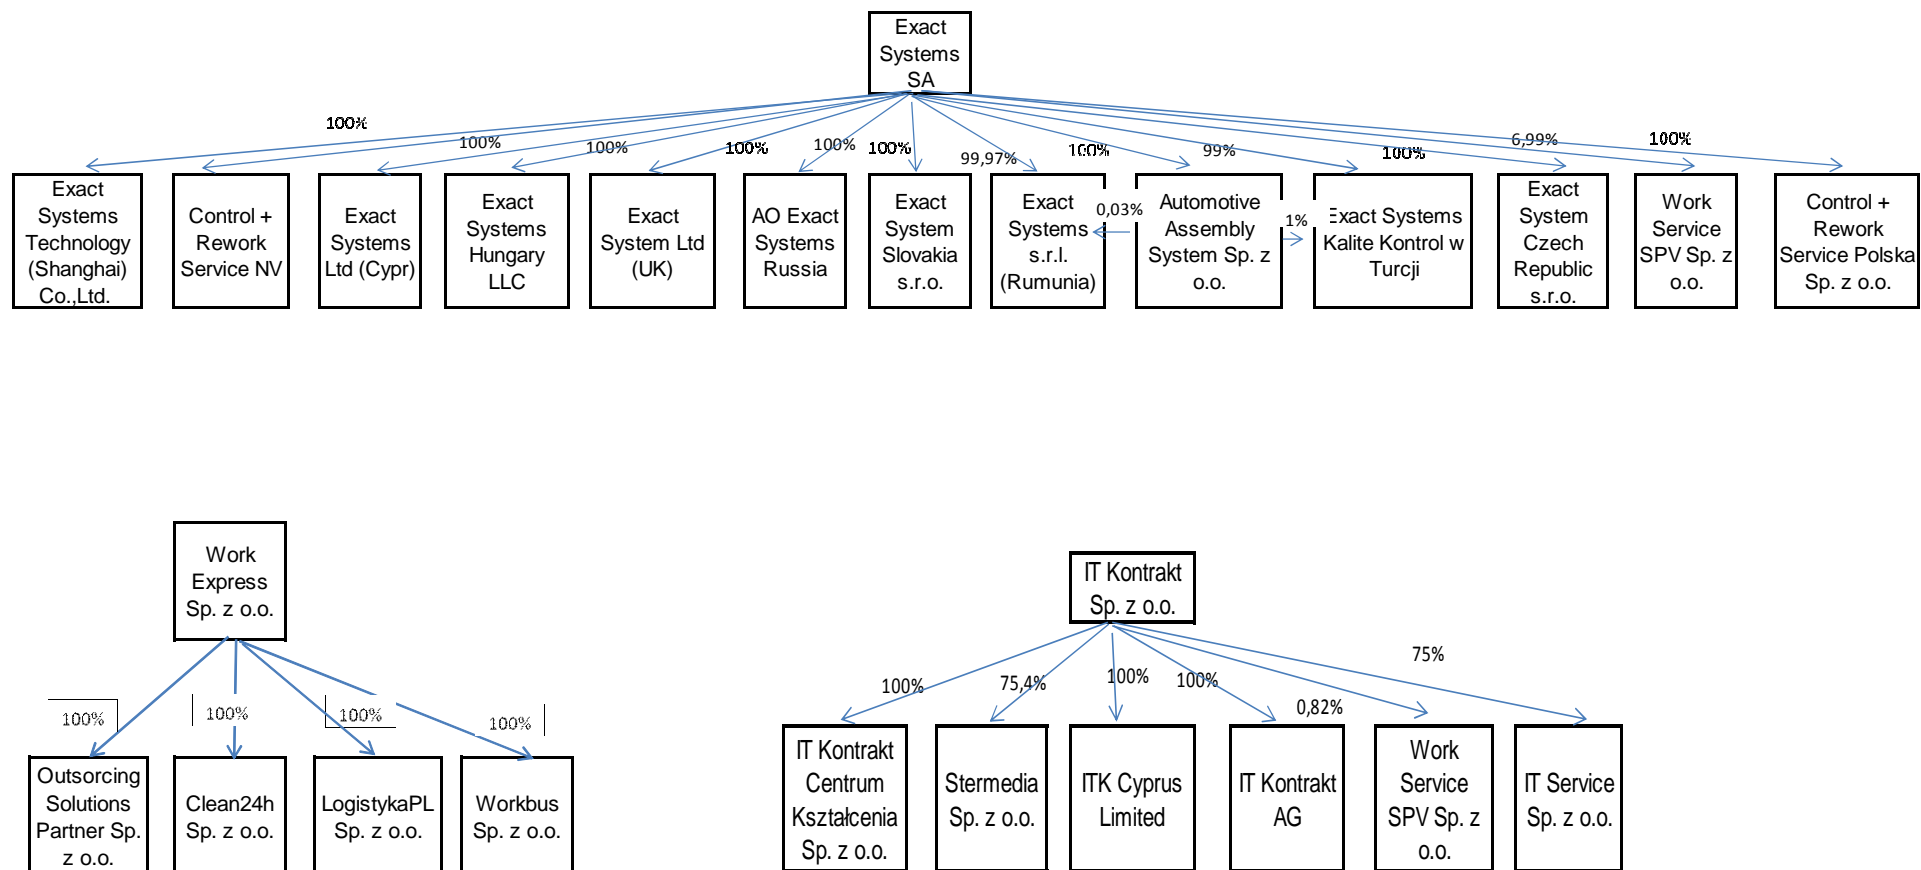 Exact
Systems
SA
100%
100%
100%
100%
100%
100%
99,97%
100%
99%
100%
6,99%
100%
Exact
Systems
Technology
(Shanghai)
Co.,Ltd.
Control +
Rework
Service NV
Exact
Systems
Ltd (Cypr)
Exact
Systems
Hungary
LLC
Exact
System Ltd
(UK)
AO Exact
Systems
Russia
Exact
System
Slovakia
s.r.o.
Exact
Systems
s.r.l.
(Rumunia)
0,03%
Automotive
Assembly
System Sp. z
o.o.
1%
Exact Systems
Kalite Kontrol w
Turcji
Exact
System
Czech
Republic
s.r.o.
Work
Service
SPV Sp. z
o.o.
Control +
Rework
Service Polska
Sp. z o.o.
Work
Express
Sp. z o.o.
100%
100%
100%
100%
Outsorcing
Solutions
Partner Sp.
z o.o.
Clean24h
Sp. z o.o.
LogistykaPL
Sp. z o.o.
Workbus
Sp. z o.o.
IT Kontrakt
Sp. z o.o.
100%
75,4%
100%
100%
0,82%
75%
IT Kontrakt
Centrum
Kształcenia
Sp. z o.o.
Stermedia
Sp. z o.o.
ITK Cyprus
Limited
IT Kontrakt
AG
Work
Service
SPV Sp. z
o.o.
IT Service
Sp. z o.o.